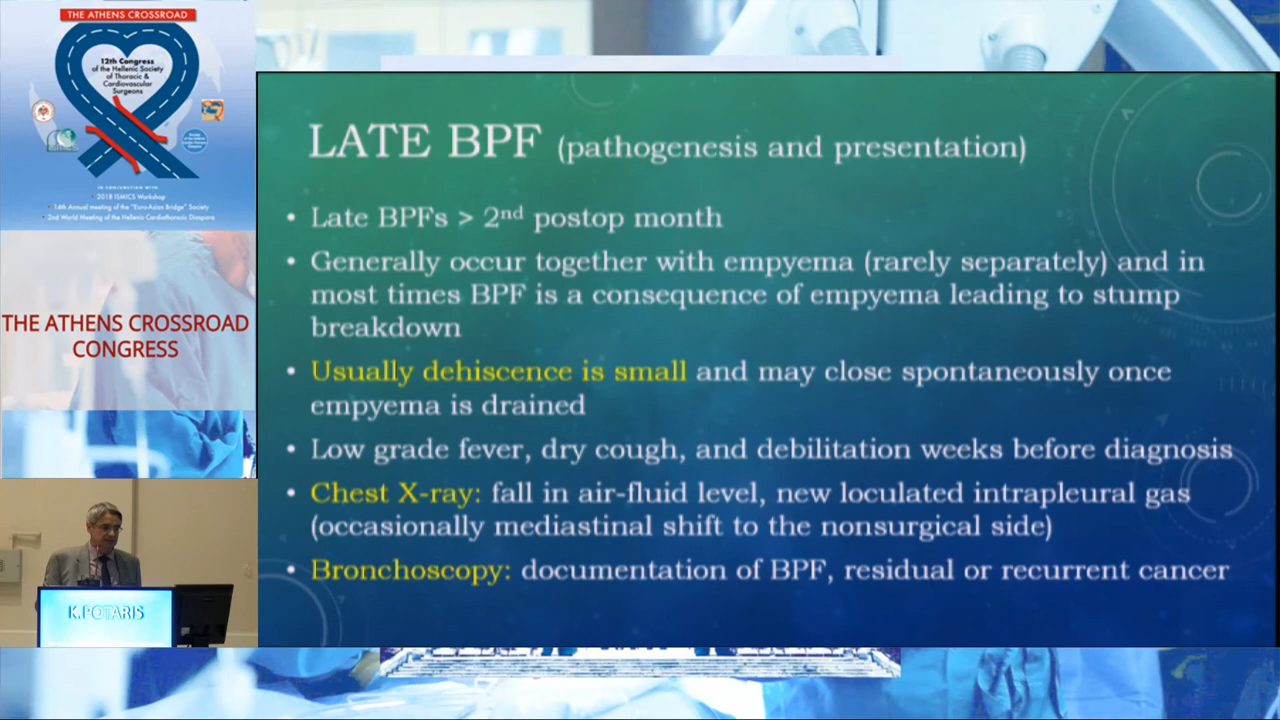 THE ATHENS CROSSROAD
12th Congress
of the Hellenic Society
of Thoracic &
Cardiovascular
Surgeons
IN CONJUNCTION WITH
• 2018 ISMICS Workshop
• 14th Annual meeting of the "Euro-Asian Bridge" Society
• 2nd World Meeting of the Hellenic Cardiothoracic Diaspora
THE ATHENS CROSSROAD
CONGRESS
K.POTARIS
LATE BPF (pathogenesis and presentation)
• Late BPFs > 2nd postop month
• Generally occur together with empyema (rarely separately) and in
most times BPF is a consequence of empyema leading to stump
breakdown
• Usually dehiscence is small and may close spontaneously once
empyema is drained
• Low grade fever, dry cough, and debilitation weeks before diagnosis
• Chest X-ray: fall in air-fluid level, new loculated intrapleural gas
(occasionally mediastinal shift to the nonsurgical side)
• Bronchoscopy: documentation of BPF, residual or recurrent cancer